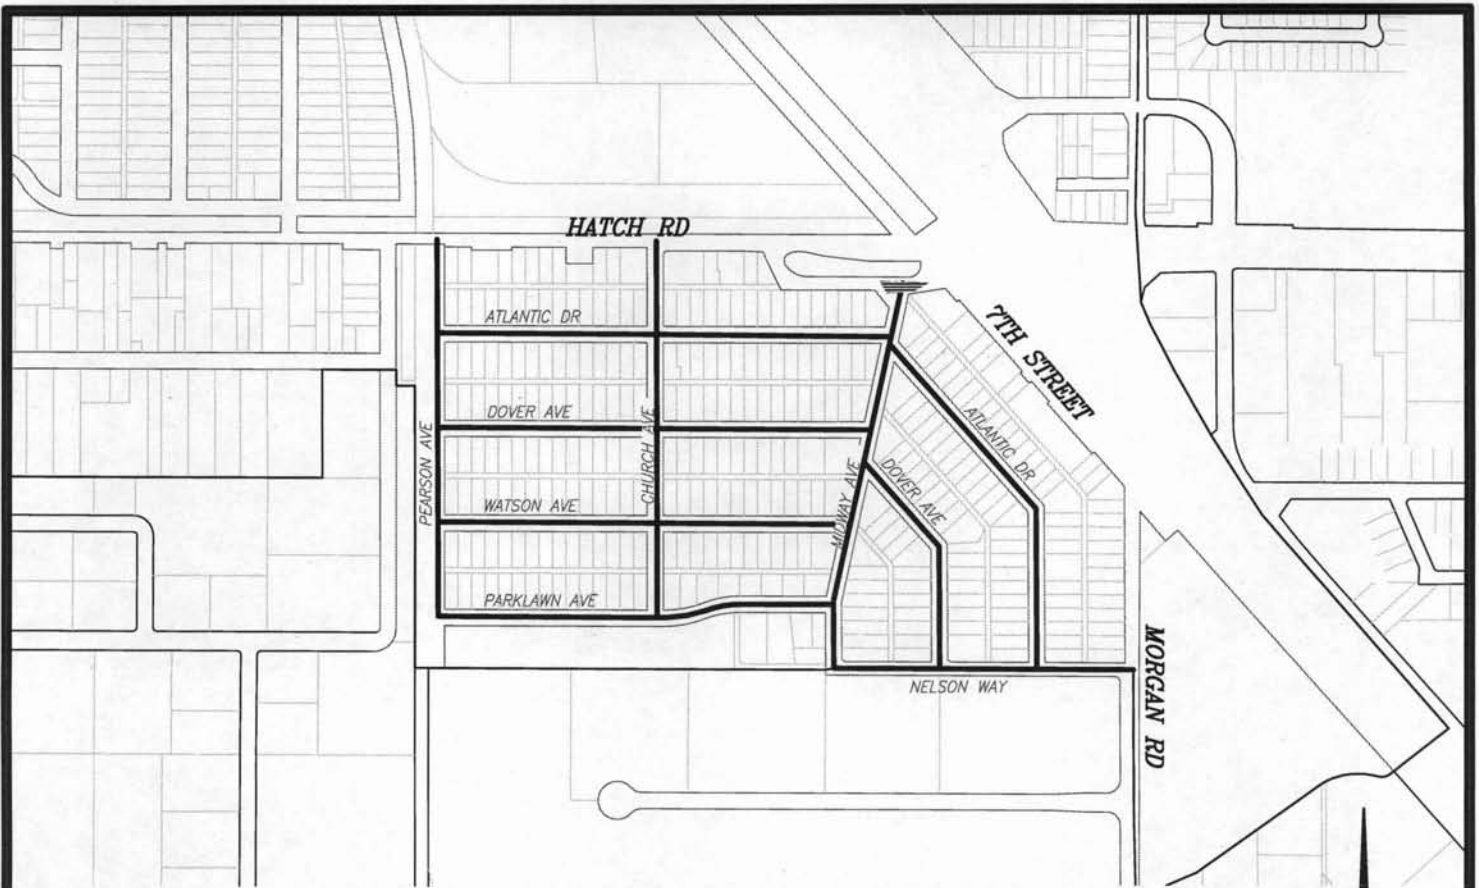 HATCH RD
ATLANTIC DR
7TH STREET
DOVER AVE
ATLANTIC DR
PEARSON AVE
CHURCH AVE
MIDWAY AVE
DOVER AVE
WATSON AVE
PARKLAWN AVE
NELSON WAY
MORGAN RD